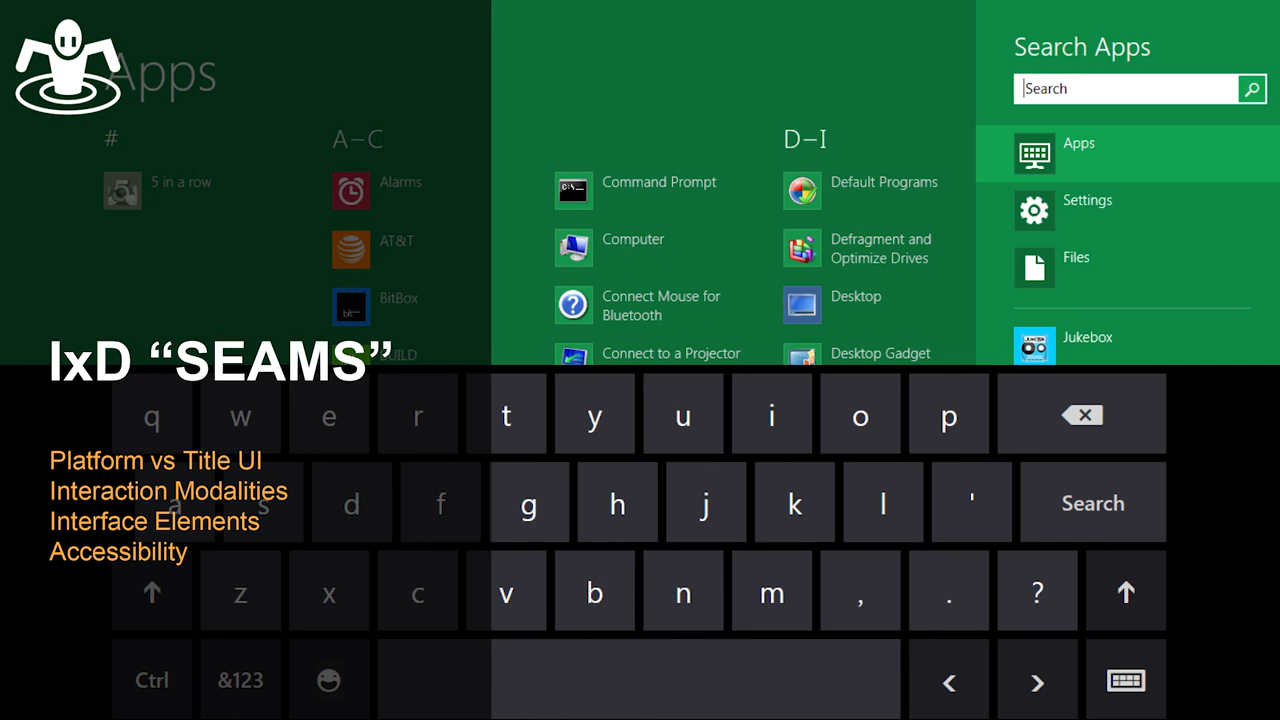 Apps
#
5 in a row
A–C
Alarms
AT&T
BitBox
BUILD
Command Prompt
Computer
Connect Mouse for
Bluetooth
Connect to a Projector
D–I
Default Programs
Defragment and
Optimize Drives
Desktop
Desktop Gadget
Search Apps
Search
Apps
Settings
Files
Jukebox
IxD “SEAMS”
Platform vs Title UI
Interaction Modalities
Interface Elements
Accessibility
q w e r t y u i o p
a s d f g h j k l ' Search
z x c v b n m , . ?
Ctrl &123 < >